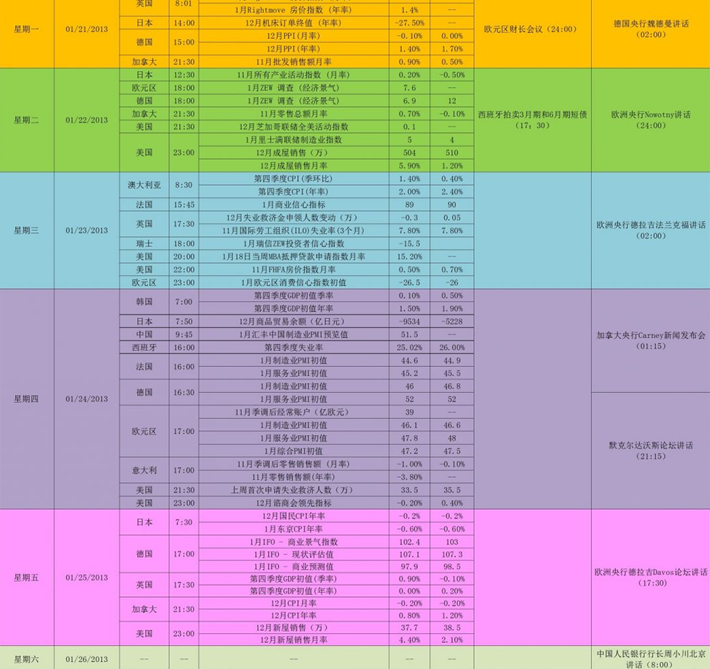 英国 8:01
1月Rightmove 房价指数 (年率) 1.4% --
星期一 01/21/2013 日本 14:00 12月机床订单终值 (年率) -27.50% -- 欧元区财长会议 (24:00) 德国央行魏德曼讲话 (02:00)
德国 15:00 12月PPI(月率) -0.10% 0.00%
12月PPI(年率) 1.40% 1.70%
加拿大 21:30 11月批发销售额月率 0.90% 0.50%
星期二 01/22/2013 日本 12:30 11月所有产业活动指数 (月率) 0.20% -0.50% 西班牙拍卖3月期和6月期短债 (17：30) 欧洲央行Nowotny讲话 (24:00)
欧元区 18:00 1月ZEW 调查 (经济景气) 7.6 --
德国 18:00 1月ZEW 调查 (经济景气) 6.9 12
加拿大 21:30 11月零售总额月率 0.70% -0.10%
美国 21:30 12月芝加哥联储全美活动指数 0.1 --
美国 23:00 1月里士满联储制造业指数 5 4
12月成屋销售 (万) 504 510
12月成屋销售月率 5.90% 1.20%
星期三 01/23/2013 澳大利亚 8:30 第四季度CPI(季环比) 1.40% 0.40% 欧洲央行德拉吉法兰克福讲话 (02:00)
第四季度CPI(年率) 2.00% 2.40%
法国 15:45 1月商业信心指标 89 90
英国 17:30 12月失业救济金申领人数变动 (万) -0.3 0.05
11月国际劳工组织(ILO)失业率(3个月) 7.80% 7.80%
瑞士 18:00 1月瑞信ZEW投资者信心指数 -15.5
美国 20:00 1月18日当周MBA抵押贷款申请指数月率 15.20% --
美国 22:00 11月FHFA房价指数月率 0.50% 0.70%
欧元区 23:00 1月欧元区消费信心指数初值 -26.5 -26
星期四 01/24/2013 韩国 7:00 第四季度GDP初值季率 0.10% 0.50% 加拿大央行Carney新闻发布会 (01:15)
第四季度GDP初值年率 1.50% 1.90%
日本 7:50 12月商品贸易余额 (亿日元) -9534 -5228
中国 9:45 1月汇丰中国制造业PMI预览值 51.5 --
西班牙 16:00 第四季度失业率 25.02% 26.00%
法国 16:00 1月制造业PMI初值 44.6 44.9
1月服务业PMI初值 45.2 45.5
德国 16:30 1月制造业PMI初值 46 46.8 默克尔达沃斯论坛讲话 (21:15)
1月服务业PMI初值 52 52
欧元区 17:00 11月季调后经常账户 (亿欧元) 39 --
1月制造业PMI初值 46.1 46.6
1月服务业PMI初值 47.8 48
1月综合PMI初值 47.2 47.5
意大利 17:00 11月季调后零售销售额 (月率) -1.00% -0.10%
11月零售销售额 (年率) -3.80% --
美国 21:30 上周首次申请失业救济人数 (万) 33.5 35.5
美国 23:00 12月谘商会领先指标 -0.20% 0.40%
星期五 01/25/2013 日本 7:30 12月国民CPI年率 -0.2% -0.2% 欧洲央行德拉吉Davos论坛讲话 (17:30)
1月东京CPI年率 -0.60% -0.60%
德国 17:00 1月IFO - 商业景气指数 102.4 103
1月IFO - 现状评估值 107.1 107.3
1月IFO - 商业预测值 97.9 98.5
英国 17:30 第四季度GDP初值(季率) 0.90% -0.10%
第四季度GDP初值(年率) 0.00% 0.20%
加拿大 21:30 12月CPI月率 -0.20% -0.20%
12月CPI年率 0.80% 1.20%
美国 23:00 12月新屋销售 (万) 37.7 38.5
12月新屋销售月率 4.40% 2.10%
星期六 01/26/2013 -- -- -- -- -- 中国人民银行行长周小川北京讲话 (8:00)